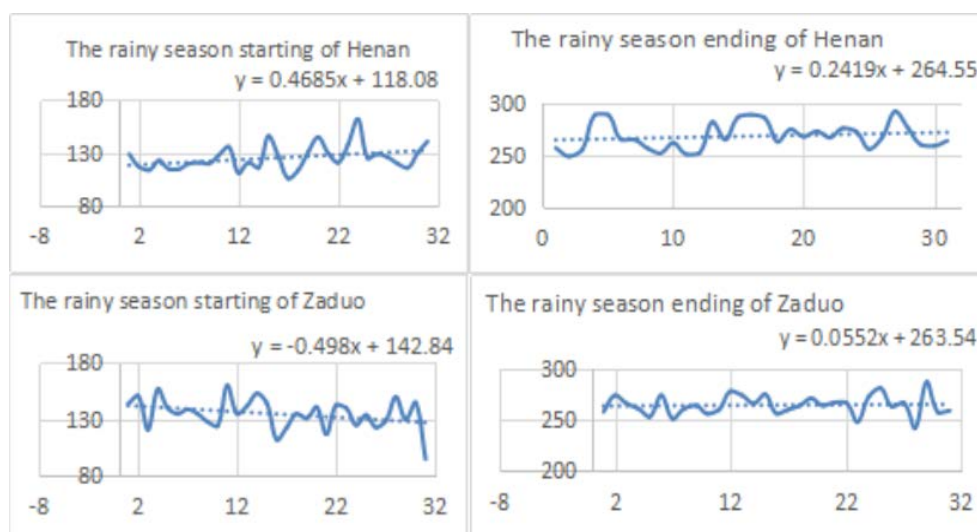 The rainy season starting of Henan
y = 0.4685x + 118.08
180
130
80
-8 2 12 22 32
The rainy season ending of Henan
y = 0.2419x + 264.55
300
250
200
0 10 20 30
The rainy season starting of Zaduo
y = -0.498x + 142.84
180
130
80
-8 2 12 22 32
The rainy season ending of Zaduo
y = 0.0552x + 263.54
300
250
200
-8 2 12 22 32